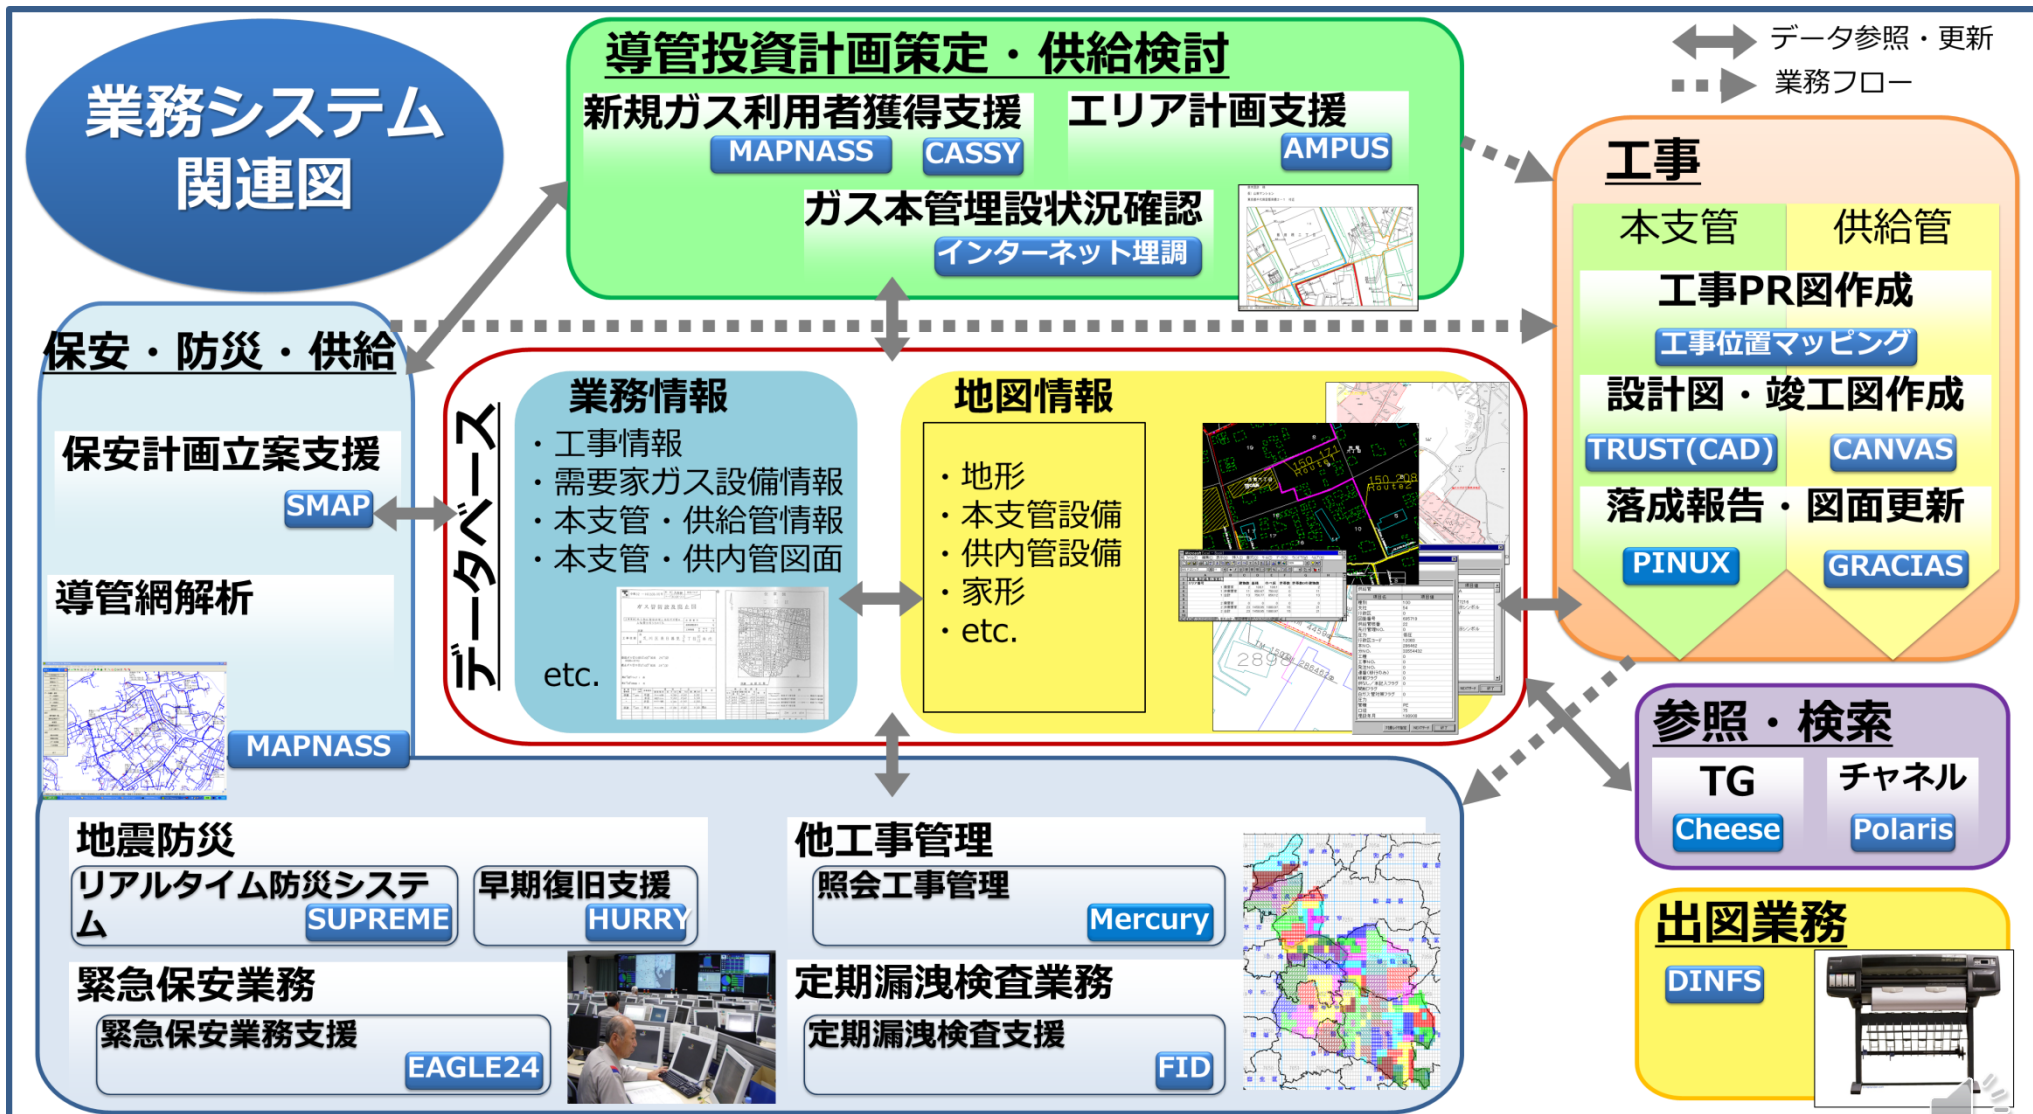 業務システム
関連図
導管投資計画策定・供給検討
新規ガス利用者獲得支援
MAPNASS
CASSY
エリア計画支援
AMPUS
ガス本管埋設状況確認
インターネット埋調
データ参照・更新
業務フロー
工事
本支管
供給管
工事PR図作成
工事位置マッピング
設計図・竣工図作成
TRUST(CAD)
CANVAS
落成報告・図面更新
PINUX
GRACIAS
保安・防災・供給
保安計画立案支援
SMAP
導管網解析
MAPNASS
データベース
業務情報
・工事情報
・需要家ガス設備情報
・本支管・供給管情報
・本支管・供内管図面
etc.
地図情報
・地形
・本支管設備
・供内管設備
・家形
・etc.
参照・検索
TG
Cheese
チャネル
Polaris
出図業務
DINFS
地震防災
リアルタイム防災システ
ム
SUPREME
早期復旧支援
HURRY
緊急保安業務
緊急保安業務支援
EAGLE24
他工事管理
照会工事管理
Mercury
定期漏洩検査業務
定期漏洩検査支援
FID